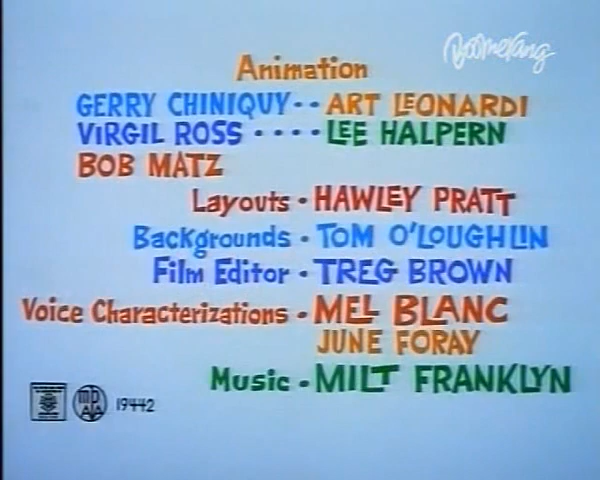 Boomerang
Animation
GERRY CHINIQUY · · ART LEONARDI
VIRGIL ROSS · · · · LEE HALPERN
BOB MATZ
Layouts · HAWLEY PRATT
Backgrounds · TOM O'LOUGHLIN
Film Editor · TREG BROWN
Voice Characterizations · MEL BLANC
JUNE FORAY
Music · MILT FRANKLYN
19442